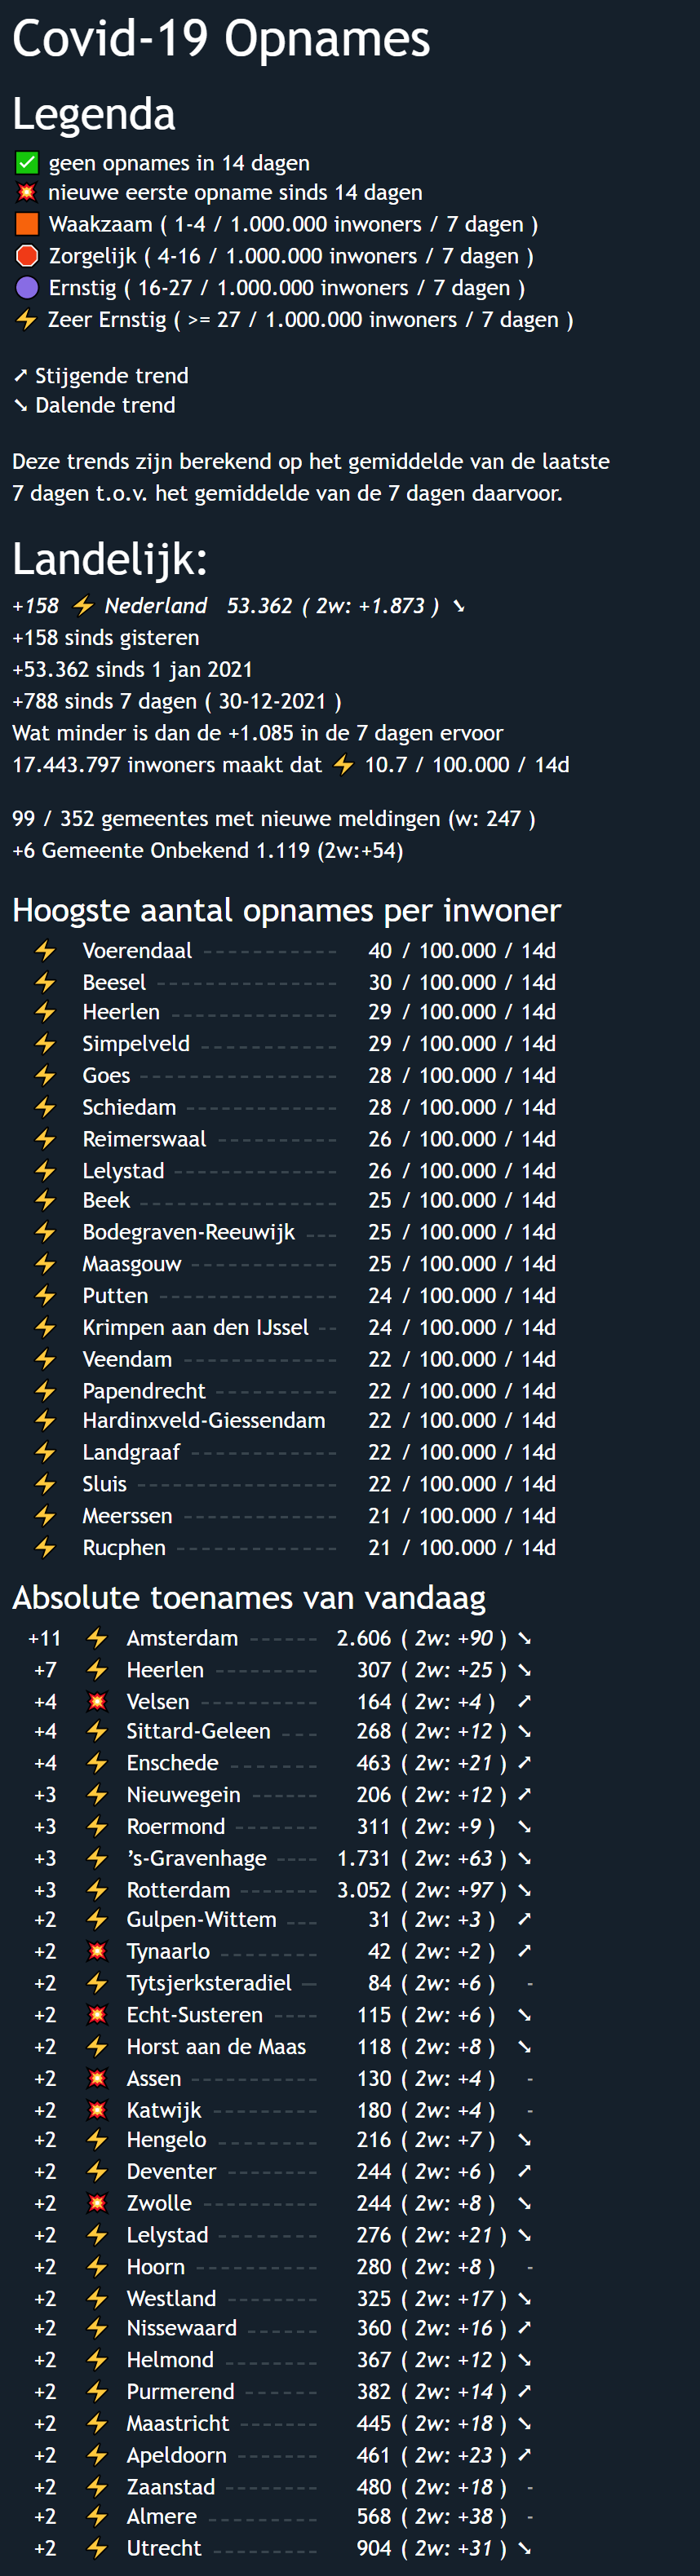 Covid-19 Opnames
Legenda
✅ geen opnames in 14 dagen
💥 nieuwe eerste opname sinds 14 dagen
🟧 Waakzaam ( 1-4 / 1.000.000 inwoners / 7 dagen )
🛑 Zorgelijk ( 4-16 / 1.000.000 inwoners / 7 dagen )
🟣 Ernstig ( 16-27 / 1.000.000 inwoners / 7 dagen )
⚡ Zeer Ernstig ( >= 27 / 1.000.000 inwoners / 7 dagen )
➚ Stijgende trend
➘ Dalende trend
Deze trends zijn berekend op het gemiddelde van de laatste
7 dagen t.o.v. het gemiddelde van de 7 dagen daarvoor.
Landelijk:
+158 ⚡ Nederland 53.362 ( 2w: +1.873 ) ➘
+158 sinds gisteren
+53.362 sinds 1 jan 2021
+788 sinds 7 dagen ( 30-12-2021 )
Wat minder is dan de +1.085 in de 7 dagen ervoor
17.443.797 inwoners maakt dat ⚡ 10.7 / 100.000 / 14d
99 / 352 gemeentes met nieuwe meldingen (w: 247 )
+6 Gemeente Onbekend 1.119 (2w:+54)
Hoogste aantal opnames per inwoner
⚡ Voerendaal 40 / 100.000 / 14d
⚡ Beesel 30 / 100.000 / 14d
⚡ Heerlen 29 / 100.000 / 14d
⚡ Simpelveld 29 / 100.000 / 14d
⚡ Goes 28 / 100.000 / 14d
⚡ Schiedam 28 / 100.000 / 14d
⚡ Reimerswaal 26 / 100.000 / 14d
⚡ Lelystad 26 / 100.000 / 14d
⚡ Beek 25 / 100.000 / 14d
⚡ Bodegraven-Reeuwijk 25 / 100.000 / 14d
⚡ Maasgouw 25 / 100.000 / 14d
⚡ Putten 24 / 100.000 / 14d
⚡ Krimpen aan den IJssel 24 / 100.000 / 14d
⚡ Veendam 22 / 100.000 / 14d
⚡ Papendrecht 22 / 100.000 / 14d
⚡ Hardinxveld-Giessendam 22 / 100.000 / 14d
⚡ Landgraaf 22 / 100.000 / 14d
⚡ Sluis 22 / 100.000 / 14d
⚡ Meerssen 21 / 100.000 / 14d
⚡ Rucphen 21 / 100.000 / 14d
Absolute toenames van vandaag
+11 ⚡ Amsterdam 2.606 ( 2w: +90 ) ➘
+7 ⚡ Heerlen 307 ( 2w: +25 ) ➘
+4 💥 Velsen 164 ( 2w: +4 ) ➚
+4 ⚡ Sittard-Geleen 268 ( 2w: +12 ) ➘
+4 ⚡ Enschede 463 ( 2w: +21 ) ➚
+3 ⚡ Nieuwegein 206 ( 2w: +12 ) ➚
+3 ⚡ Roermond 311 ( 2w: +9 ) ➘
+3 ⚡ ’s-Gravenhage 1.731 ( 2w: +63 ) ➘
+3 ⚡ Rotterdam 3.052 ( 2w: +97 ) ➘
+2 ⚡ Gulpen-Wittem 31 ( 2w: +3 ) ➚
+2 💥 Tynaarlo 42 ( 2w: +2 ) ➚
+2 ⚡ Tytsjerksteradiel 84 ( 2w: +6 ) -
+2 💥 Echt-Susteren 115 ( 2w: +6 ) ➘
+2 ⚡ Horst aan de Maas 118 ( 2w: +8 ) ➘
+2 💥 Assen 130 ( 2w: +4 ) -
+2 💥 Katwijk 180 ( 2w: +4 ) -
+2 ⚡ Hengelo 216 ( 2w: +7 ) ➘
+2 ⚡ Deventer 244 ( 2w: +6 ) ➚
+2 💥 Zwolle 244 ( 2w: +8 ) ➘
+2 ⚡ Lelystad 276 ( 2w: +21 ) ➘
+2 ⚡ Hoorn 280 ( 2w: +8 ) -
+2 ⚡ Westland 325 ( 2w: +17 ) ➘
+2 ⚡ Nissewaard 360 ( 2w: +16 ) ➚
+2 ⚡ Helmond 367 ( 2w: +12 ) ➘
+2 ⚡ Purmerend 382 ( 2w: +14 ) ➚
+2 ⚡ Maastricht 445 ( 2w: +18 ) ➘
+2 ⚡ Apeldoorn 461 ( 2w: +23 ) ➚
+2 ⚡ Zaanstad 480 ( 2w: +18 ) -
+2 ⚡ Almere 568 ( 2w: +38 ) -
+2 ⚡ Utrecht 904 ( 2w: +31 ) ➘